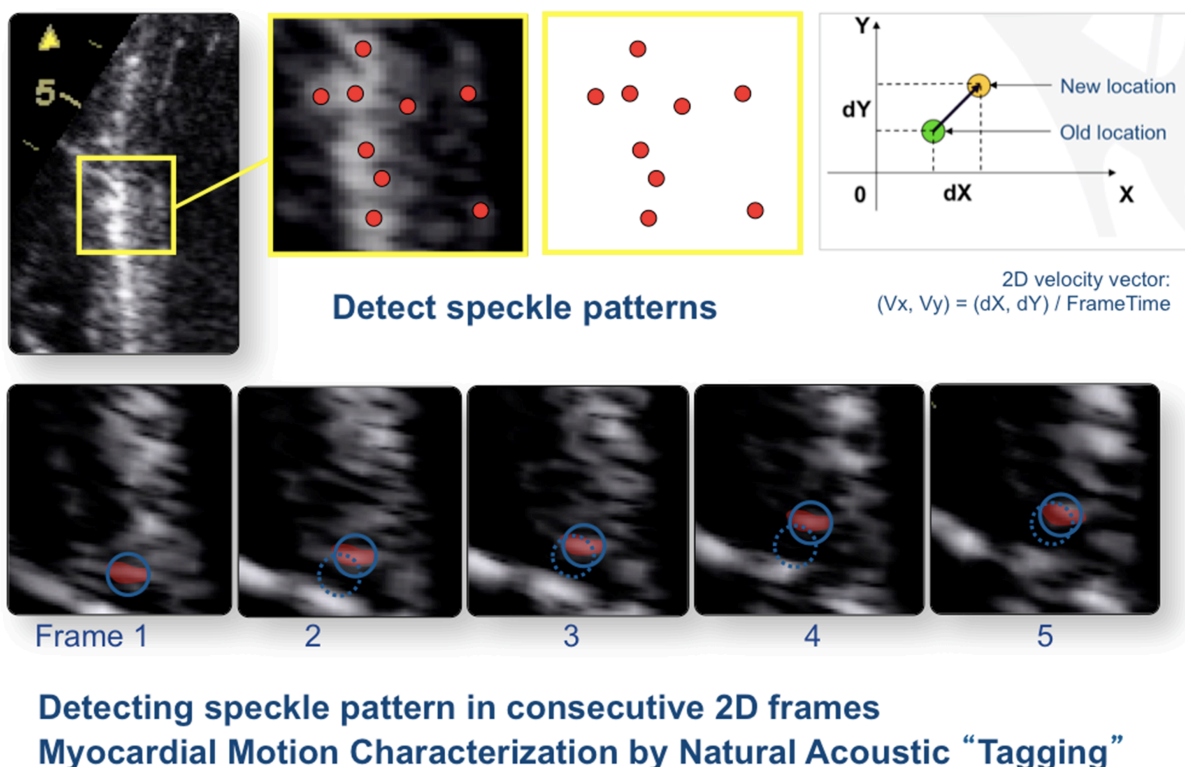 5
Y
dY
New location
Old location
0
dX
X
2D velocity vector:
(Vx, Vy) = (dX, dY) / FrameTime
Detect speckle patterns
Frame 1
2
3
4
5
Detecting speckle pattern in consecutive 2D frames
Myocardial Motion Characterization by Natural Acoustic “Tagging”